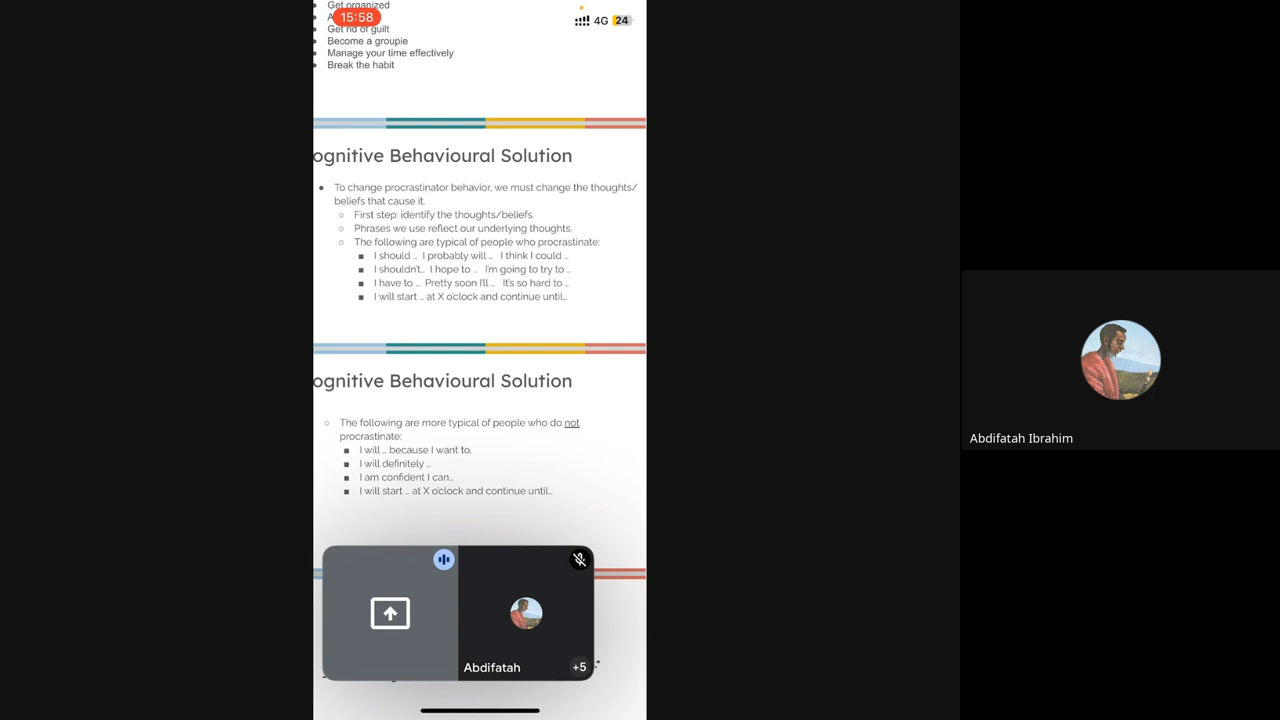 Get organized
15:58
4G 24
Get rid of guilt
Become a groupie
Manage your time effectively
Break the habit
ognitive Behavioural Solution
To change procrastinator behavior, we must change the thoughts/
beliefs that cause it.
First step: identify the thoughts/beliefs.
Phrases we use reflect our underlying thoughts.
The following are typical of people who procrastinate:
I should … I probably will … I think I could …
I shouldn't… I hope to … I'm going to try to …
I have to … Pretty soon I'll … It's so hard to …
I will start … at X o'clock and continue until…
ognitive Behavioural Solution
The following are more typical of people who do not
procrastinate:
I will … because I want to.
I will definitely …
I am confident I can…
I will start … at X o'clock and continue until…
Abdifatah
+5
Abdifatah Ibrahim